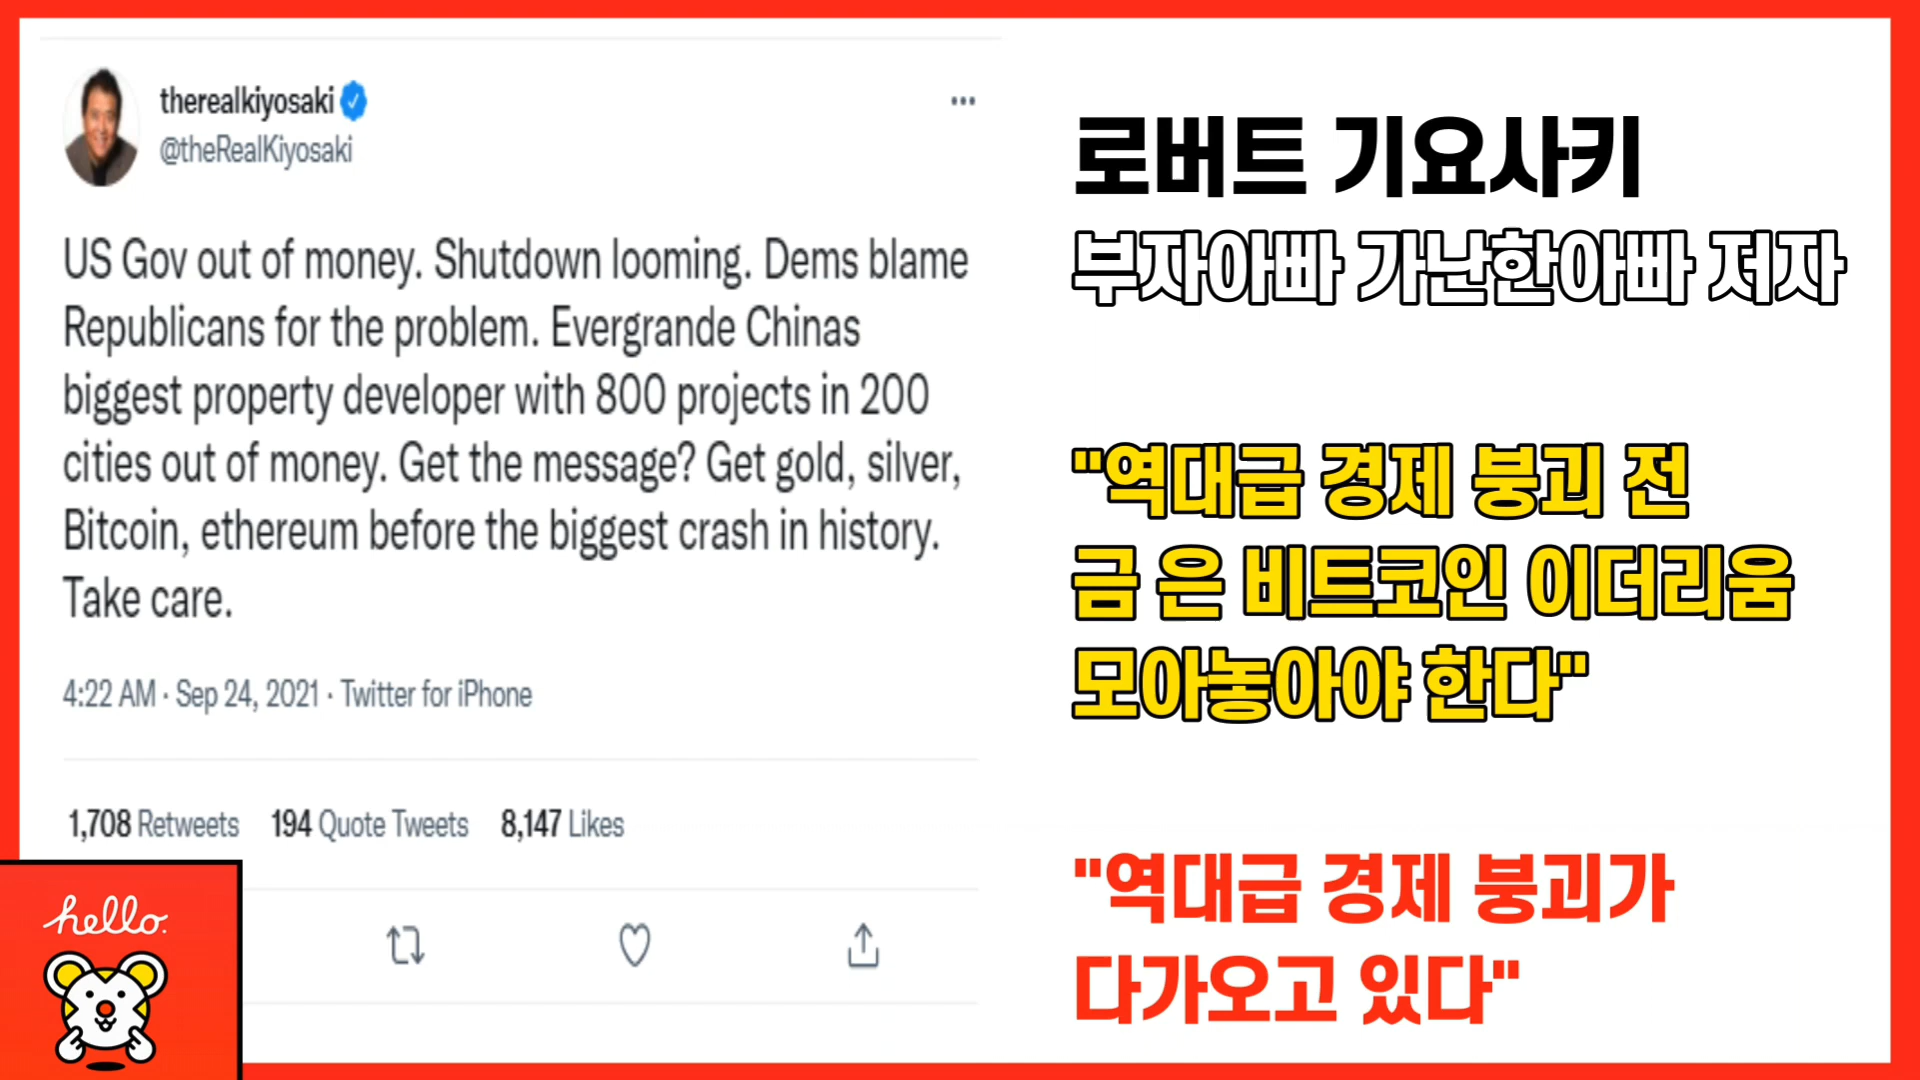 therealkiyosaki
@theRealKiyosaki
US Gov out of money. Shutdown looming. Dems blame
Republicans for the problem. Evergrande Chinas
biggest property developer with 800 projects in 200
cities out of money. Get the message? Get gold, silver,
Bitcoin, ethereum before the biggest crash in history.
Take care.
4:22 AM · Sep 24, 2021 · Twitter for iPhone
1,708 Retweets 194 Quote Tweets 8,147 Likes
hello.
로버트 기요사키
부자아빠 가난한아빠 저자
"역대급 경제 붕괴 전
금 은 비트코인 이더리움
모아놓아야 한다"
"역대급 경제 붕괴가
다가오고 있다"